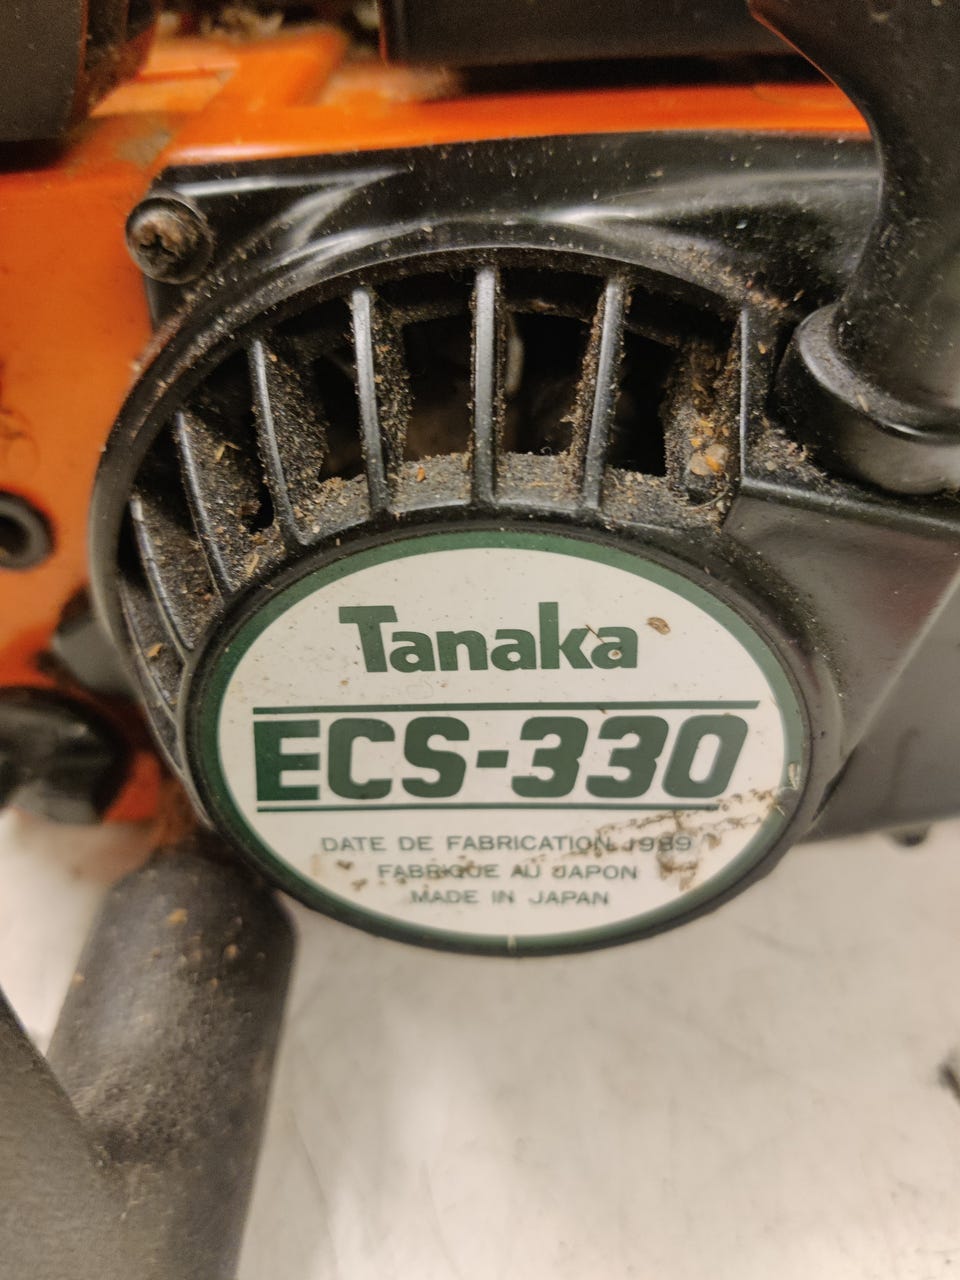 Tanaka
ECS-330
DATE DE FABRICATION 1989
FABRIQUE AU JAPON
MADE IN JAPAN